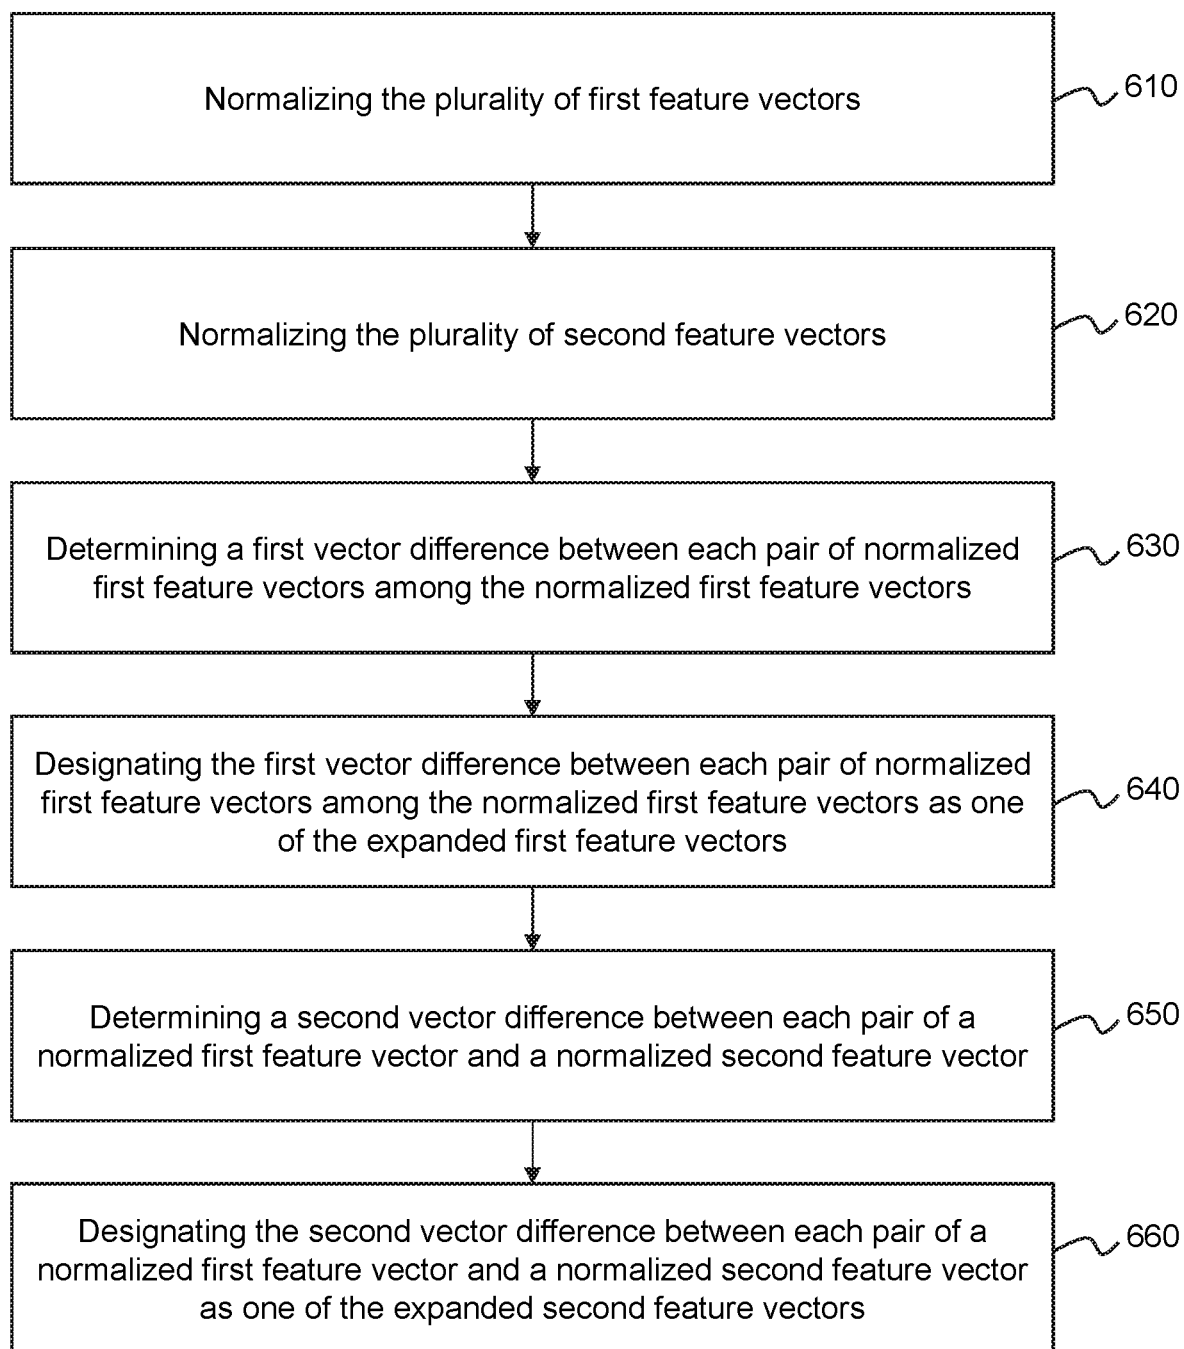 Normalizing the plurality of first feature vectors
610
Normalizing the plurality of second feature vectors
620
Determining a first vector difference between each pair of normalized
first feature vectors among the normalized first feature vectors
630
Designating the first vector difference between each pair of normalized
first feature vectors among the normalized first feature vectors as one
of the expanded first feature vectors
640
Determining a second vector difference between each pair of a
normalized first feature vector and a normalized second feature vector
650
Designating the second vector difference between each pair of a
normalized first feature vector and a normalized second feature vector
as one of the expanded second feature vectors
660